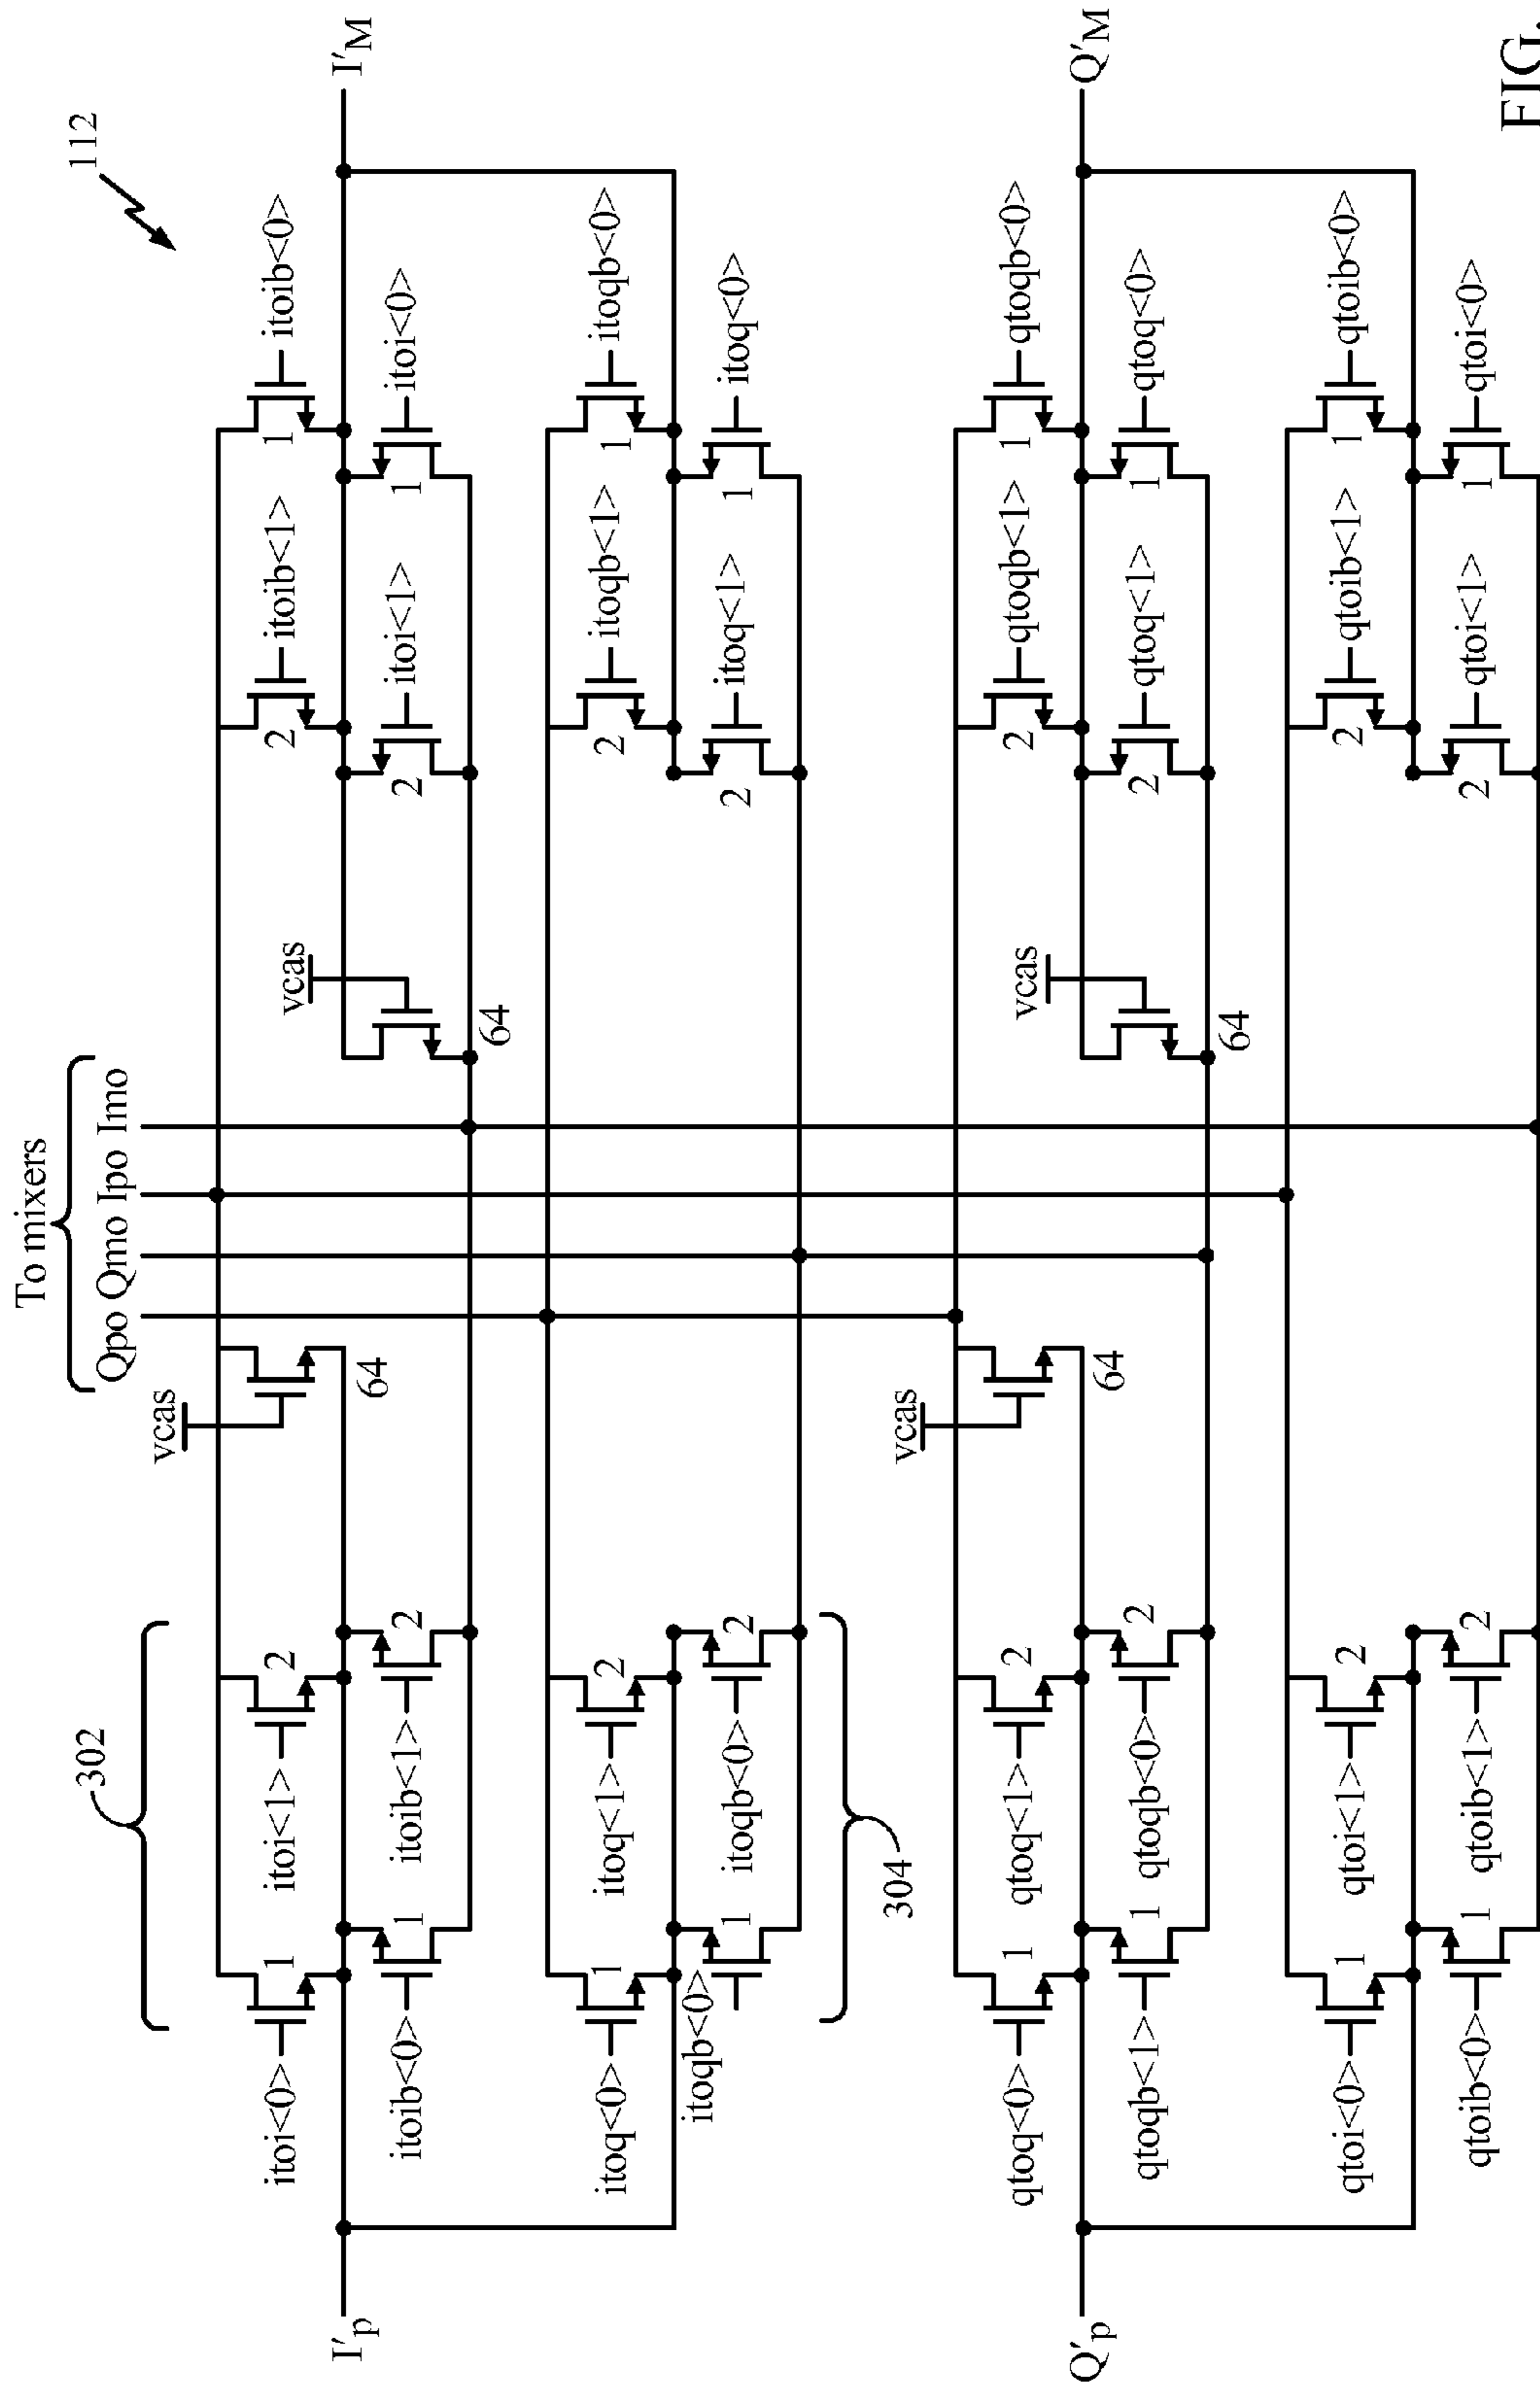 To mixers
302
112
Qpo Qmo Ipo Imo
vcas
itoi<0> 1
itoi<1> 2
2 itoib<1>
1 itoib<0>
vcas
I'p
I'M
64
itoib<0> 1
itoib<1> 2
2 itoi<1>
1 itoi<0>
64
itoq<0> 1
itoq<1> 2
2 itoqb<1>
1 itoqb<0>
itoqb<0> 1
itoqb<0> 2
2 itoq<1>
1 itoq<0>
304
vcas
qtoq<0> 1
qtoq<1> 2
2 qtoqb<1>
1 qtoqb<0>
vcas
Q'p
Q'M
64
qtoqb<1> 1
qtoqb<0> 2
2 qtoq<1>
1 qtoq<0>
64
qtoi<0> 1
qtoi<1> 2
2 qtoib<1>
1 qtoib<0>
qtoib<0> 1
qtoib<1> 2
2 qtoi<1>
1 qtoi<0>
FIG.